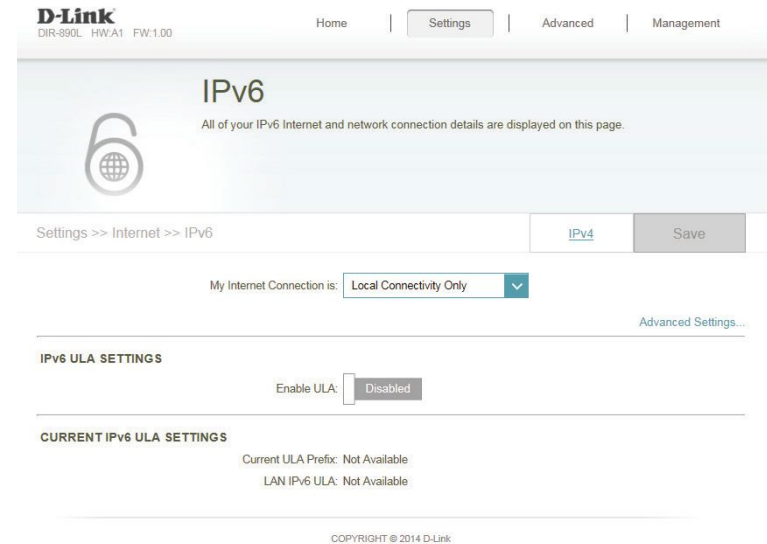 D-Link
DIR-890L HW:A1 FW:1.00
Home | Settings | Advanced | Management
IPv6
All of your IPv6 Internet and network connection details are displayed on this page.
Settings >> Internet >> IPv6
IPv4
Save
My Internet Connection is: Local Connectivity Only
Advanced Settings...
IPv6 ULA SETTINGS
Enable ULA: Disabled
CURRENT IPv6 ULA SETTINGS
Current ULA Prefix: Not Available
LAN IPv6 ULA: Not Available
COPYRIGHT © 2014 D-Link